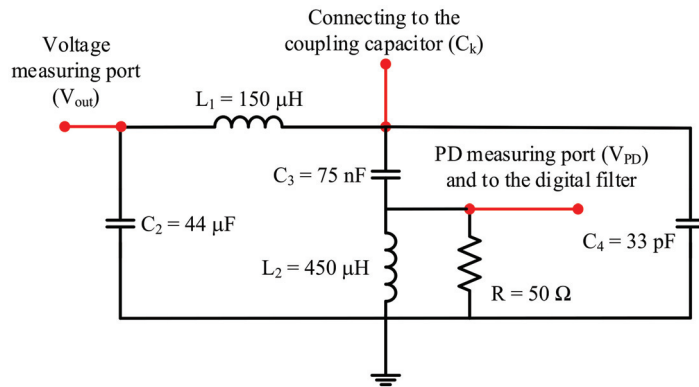 Connecting to the
coupling capacitor (Cₖ)
Voltage
measuring port
(Vₒᵤₜ)
L₁ = 150 μH
PD measuring port (V_PD)
and to the digital filter
C₃ = 75 nF
C₂ = 44 μF
C₄ = 33 pF
L₂ = 450 μH
R = 50 Ω